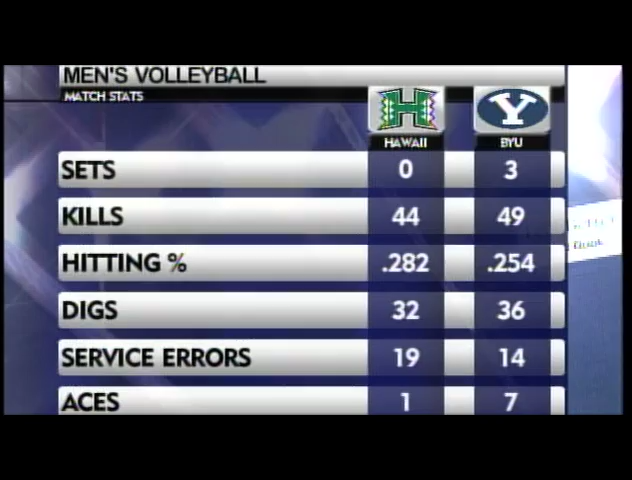 MEN'S VOLLEYBALL
MATCH STATS
HAWAII BYU
SETS 0 3
KILLS 44 49
HITTING % .282 .254
DIGS 32 36
SERVICE ERRORS 19 14
ACES 1 7
Book